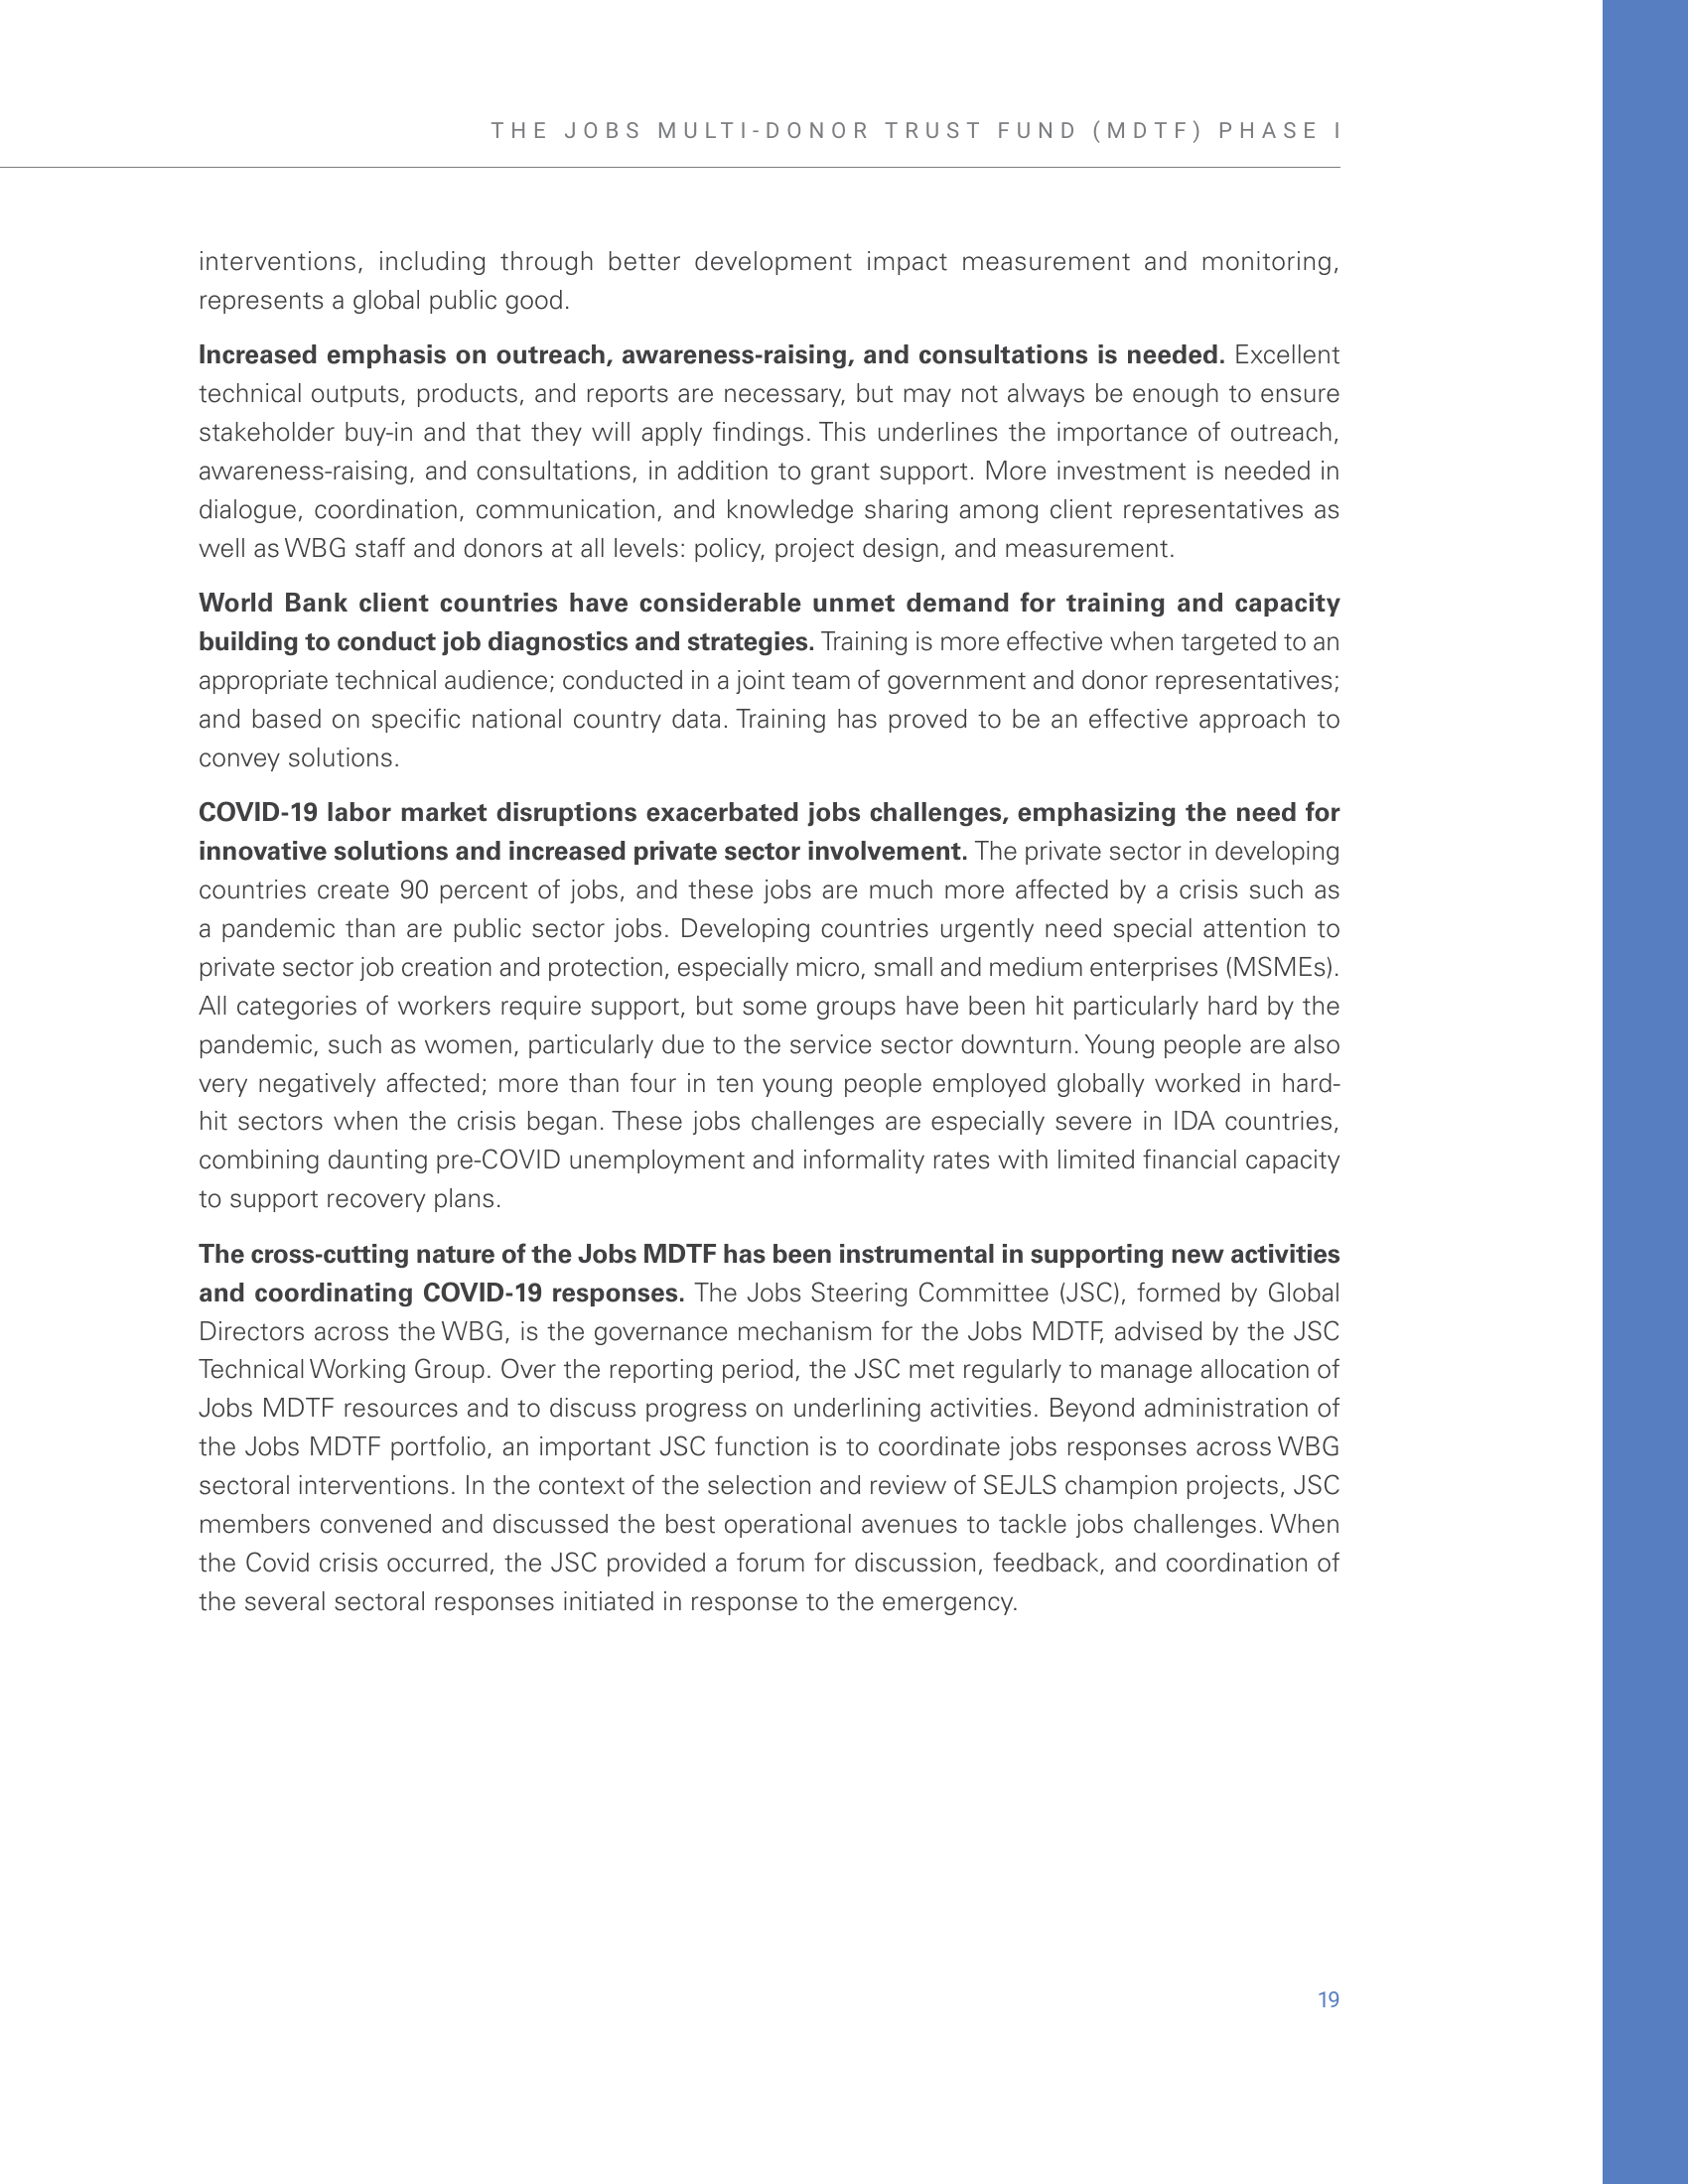 THE JOBS MULTI-DONOR TRUST FUND (MDTF) PHASE I
interventions, including through better development impact measurement and monitoring,
represents a global public good.
Increased emphasis on outreach, awareness-raising, and consultations is needed. Excellent
technical outputs, products, and reports are necessary, but may not always be enough to ensure
stakeholder buy-in and that they will apply findings. This underlines the importance of outreach,
awareness-raising, and consultations, in addition to grant support. More investment is needed in
dialogue, coordination, communication, and knowledge sharing among client representatives as
well as WBG staff and donors at all levels: policy, project design, and measurement.
World Bank client countries have considerable unmet demand for training and capacity
building to conduct job diagnostics and strategies. Training is more effective when targeted to an
appropriate technical audience; conducted in a joint team of government and donor representatives;
and based on specific national country data. Training has proved to be an effective approach to
convey solutions.
COVID-19 labor market disruptions exacerbated jobs challenges, emphasizing the need for
innovative solutions and increased private sector involvement. The private sector in developing
countries create 90 percent of jobs, and these jobs are much more affected by a crisis such as
a pandemic than are public sector jobs. Developing countries urgently need special attention to
private sector job creation and protection, especially micro, small and medium enterprises (MSMEs).
All categories of workers require support, but some groups have been hit particularly hard by the
pandemic, such as women, particularly due to the service sector downturn. Young people are also
very negatively affected; more than four in ten young people employed globally worked in hard-
hit sectors when the crisis began. These jobs challenges are especially severe in IDA countries,
combining daunting pre-COVID unemployment and informality rates with limited financial capacity
to support recovery plans.
The cross-cutting nature of the Jobs MDTF has been instrumental in supporting new activities
and coordinating COVID-19 responses. The Jobs Steering Committee (JSC), formed by Global
Directors across the WBG, is the governance mechanism for the Jobs MDTF, advised by the JSC
Technical Working Group. Over the reporting period, the JSC met regularly to manage allocation of
Jobs MDTF resources and to discuss progress on underlining activities. Beyond administration of
the Jobs MDTF portfolio, an important JSC function is to coordinate jobs responses across WBG
sectoral interventions. In the context of the selection and review of SEJLS champion projects, JSC
members convened and discussed the best operational avenues to tackle jobs challenges. When
the Covid crisis occurred, the JSC provided a forum for discussion, feedback, and coordination of
the several sectoral responses initiated in response to the emergency.
19